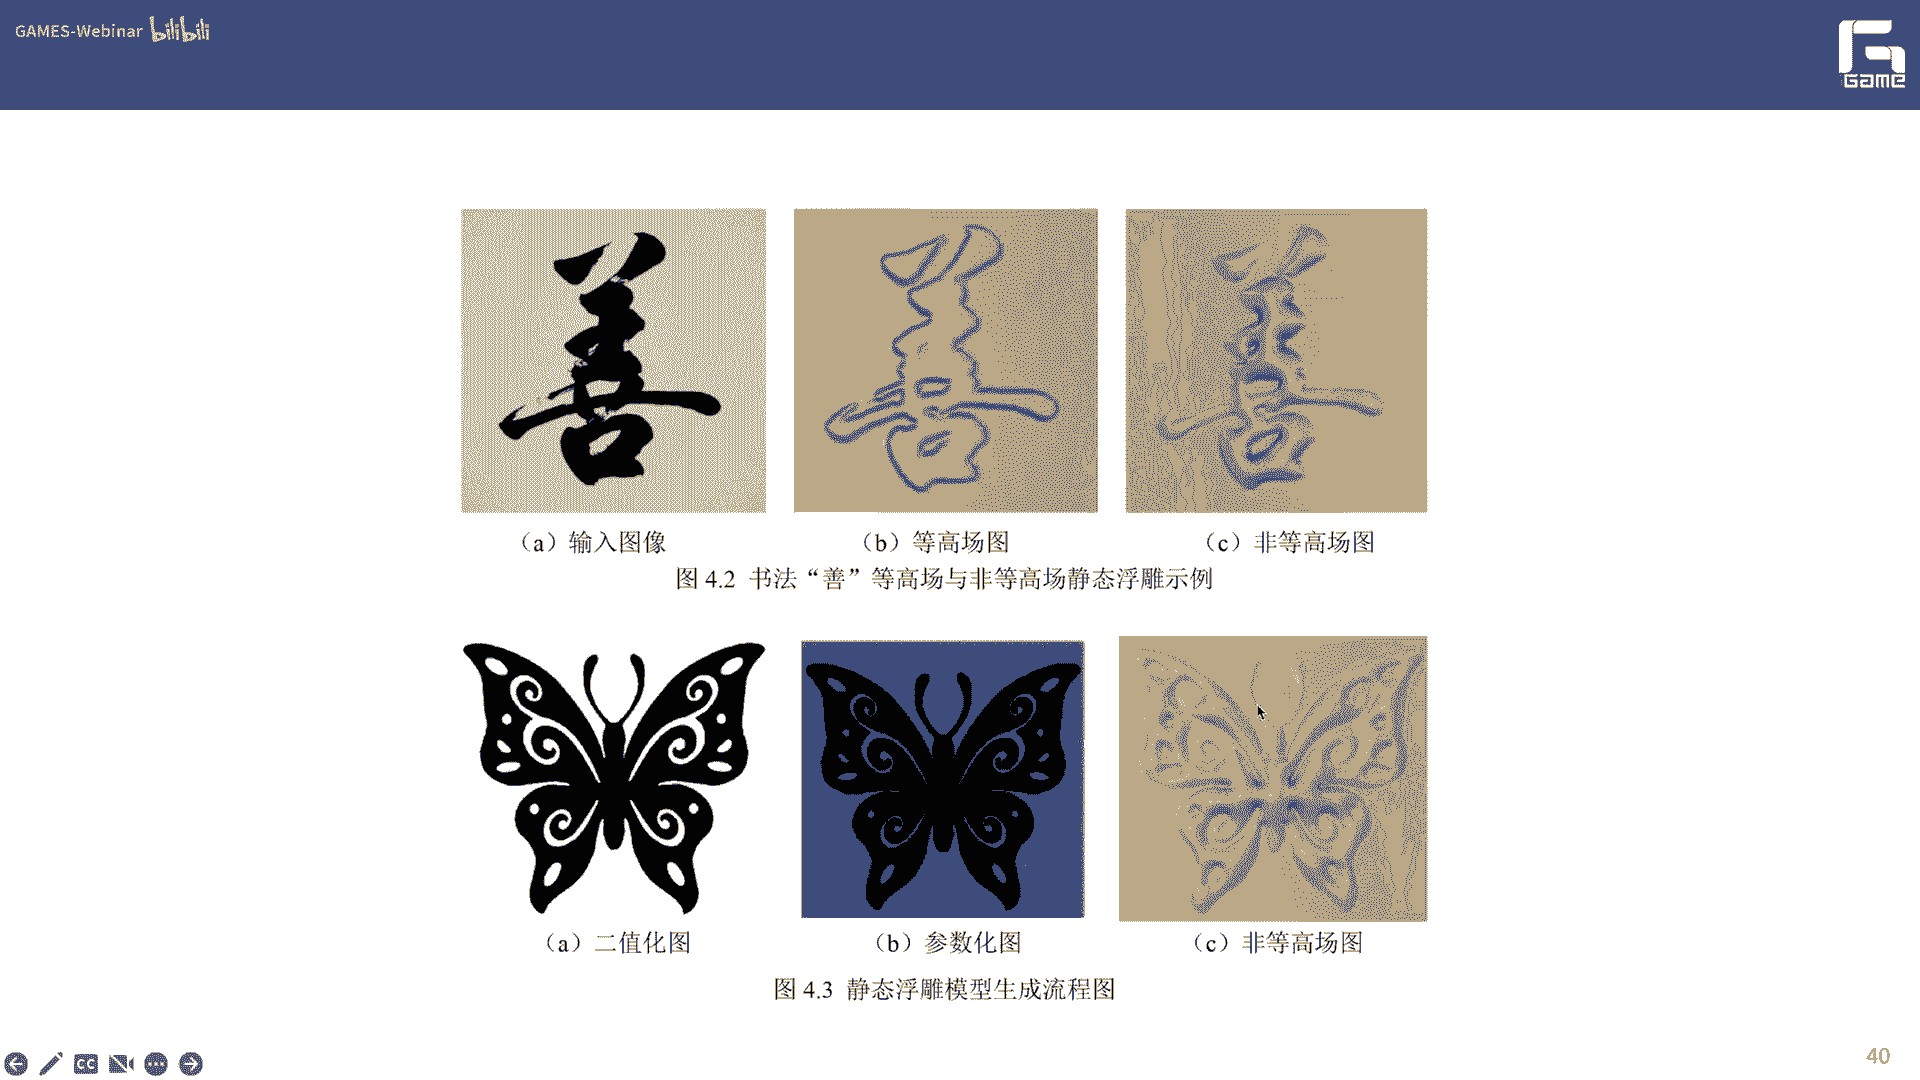 GAMES-Webinar bilibili
GAME
善
(a)输入图像
(b)等高场图
(c)非等高场图
图 4.2 书法“善”等高场与非等高场静态浮雕示例
(a)二值化图
(b)参数化图
(c)非等高场图
图 4.3 静态浮雕模型生成流程图
CC
40